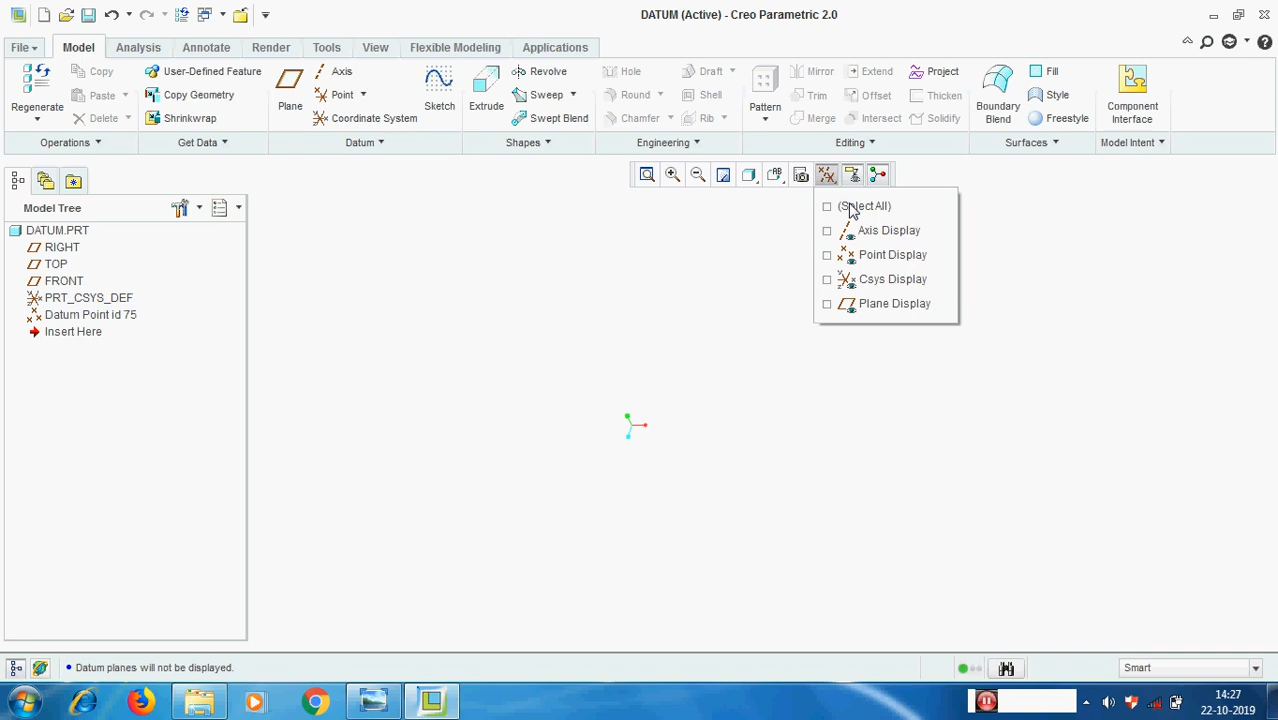 DATUM (Active) - Creo Parametric 2.0
File Model Analysis Annotate Render Tools View Flexible Modeling Applications
Regenerate
Copy
Paste
Delete
Operations
User-Defined Feature
Copy Geometry
Shrinkwrap
Get Data
Plane
Axis
Point
Coordinate System
Datum
Sketch
Extrude
Revolve
Sweep
Swept Blend
Shapes
Hole
Round
Chamfer
Draft
Shell
Rib
Engineering
Pattern
Mirror
Trim
Merge
Extend
Offset
Intersect
Project
Thicken
Solidify
Editing
Boundary
Blend
Fill
Style
Freestyle
Surfaces
Component
Interface
Model Intent
Model Tree
DATUM.PRT
RIGHT
TOP
FRONT
PRT_CSYS_DEF
Datum Point id 75
Insert Here
(Select All)
Axis Display
Point Display
Csys Display
Plane Display
Datum planes will not be displayed.
Smart
14:27
22-10-2019